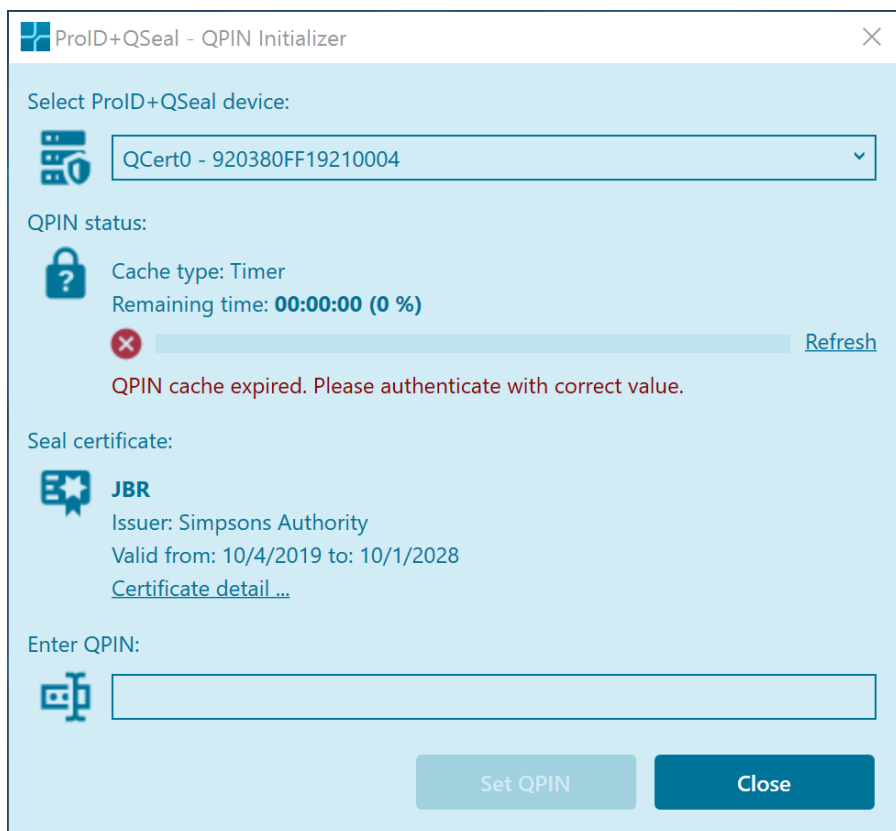 ProID+QSeal - QPIN Initializer
Select ProID+QSeal device:
QCert0 - 920380FF19210004
QPIN status:
Cache type: Timer
Remaining time: 00:00:00 (0 %)
Refresh
QPIN cache expired. Please authenticate with correct value.
Seal certificate:
JBR
Issuer: Simpsons Authority
Valid from: 10/4/2019 to: 10/1/2028
Certificate detail ...
Enter QPIN:
Set QPIN
Close